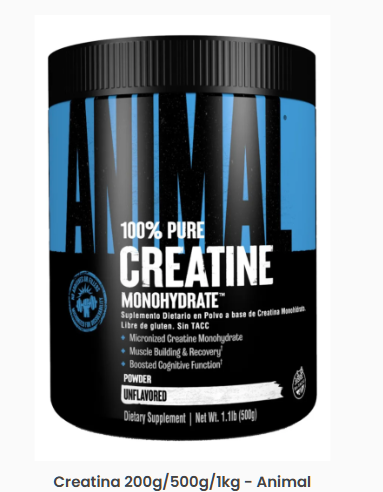 ANIMAL
100% PURE
CREATINE
MONOHYDRATE™
Suplemento Dietario en Polvo a base de Creatina Monohidrato.
Libre de gluten. Sin TACC
• Micronized Creatine Monohydrate
• Muscle Building & Recovery†
• Boosted Cognitive Function†
POWDER
UNFLAVORED
Dietary Supplement | Net Wt. 1.1lb (500g)
Creatina 200g/500g/1kg - Animal